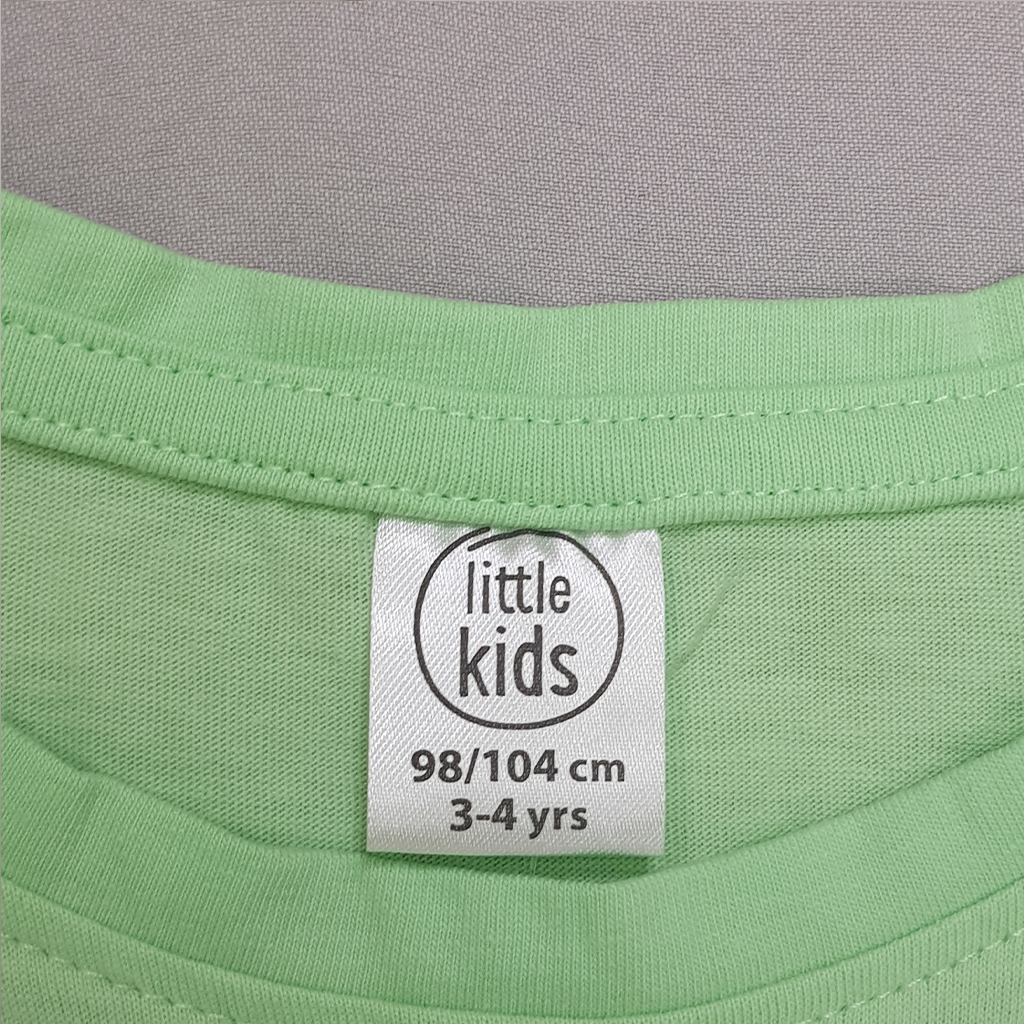 little
kids
98/104 cm
3-4 yrs